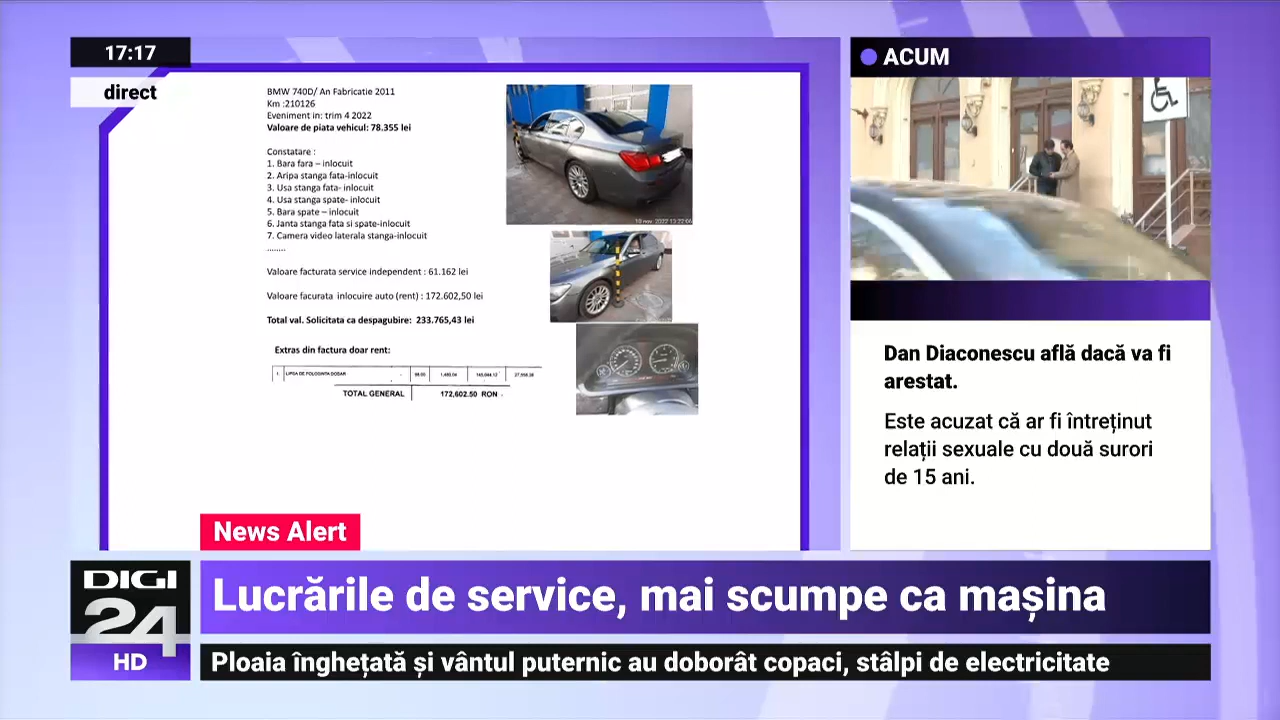 17:17
direct
BMW 740D/ An Fabricatie 2011
Km :210126
Eveniment in: trim 4 2022
Valoare de piata vehicul: 78.355 lei
Constatare :
1. Bara fara – inlocuit
2. Aripa stanga fata-inlocuit
3. Usa stanga fata- inlocuit
4. Usa stanga spate- inlocuit
5. Bara spate – inlocuit
6. Janta stanga fata si spate-inlocuit
7. Camera video laterala stanga-inlocuit
........
Valoare facturata service independent : 61.162 lei
Valoare facurata inlocuire auto (rent) : 172.602,50 lei
Total val. Solicitata ca despagubire: 233.765,43 lei
Extras din factura doar rent:
TOTAL GENERAL 172,602.50 RON
10 nov. 2022 13:22:06
ACUM
Dan Diaconescu află dacă va fi
arestat.
Este acuzat că ar fi întreținut
relații sexuale cu două surori
de 15 ani.
News Alert
DIGI
24
HD
Lucrările de service, mai scumpe ca mașina
Ploaia înghețată și vântul puternic au doborât copaci, stâlpi de electricitate